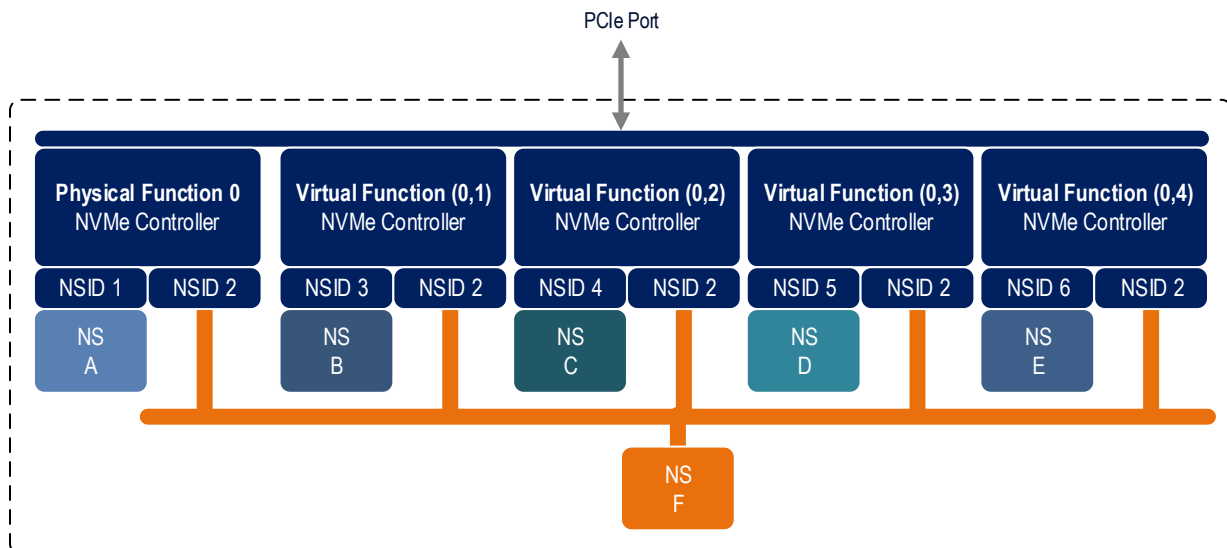 PCIe Port
Physical Function 0
NVMe Controller
Virtual Function (0,1)
NVMe Controller
Virtual Function (0,2)
NVMe Controller
Virtual Function (0,3)
NVMe Controller
Virtual Function (0,4)
NVMe Controller
NSID 1
NSID 2
NSID 3
NSID 2
NSID 4
NSID 2
NSID 5
NSID 2
NSID 6
NSID 2
NS
A
NS
B
NS
C
NS
D
NS
E
NS
F